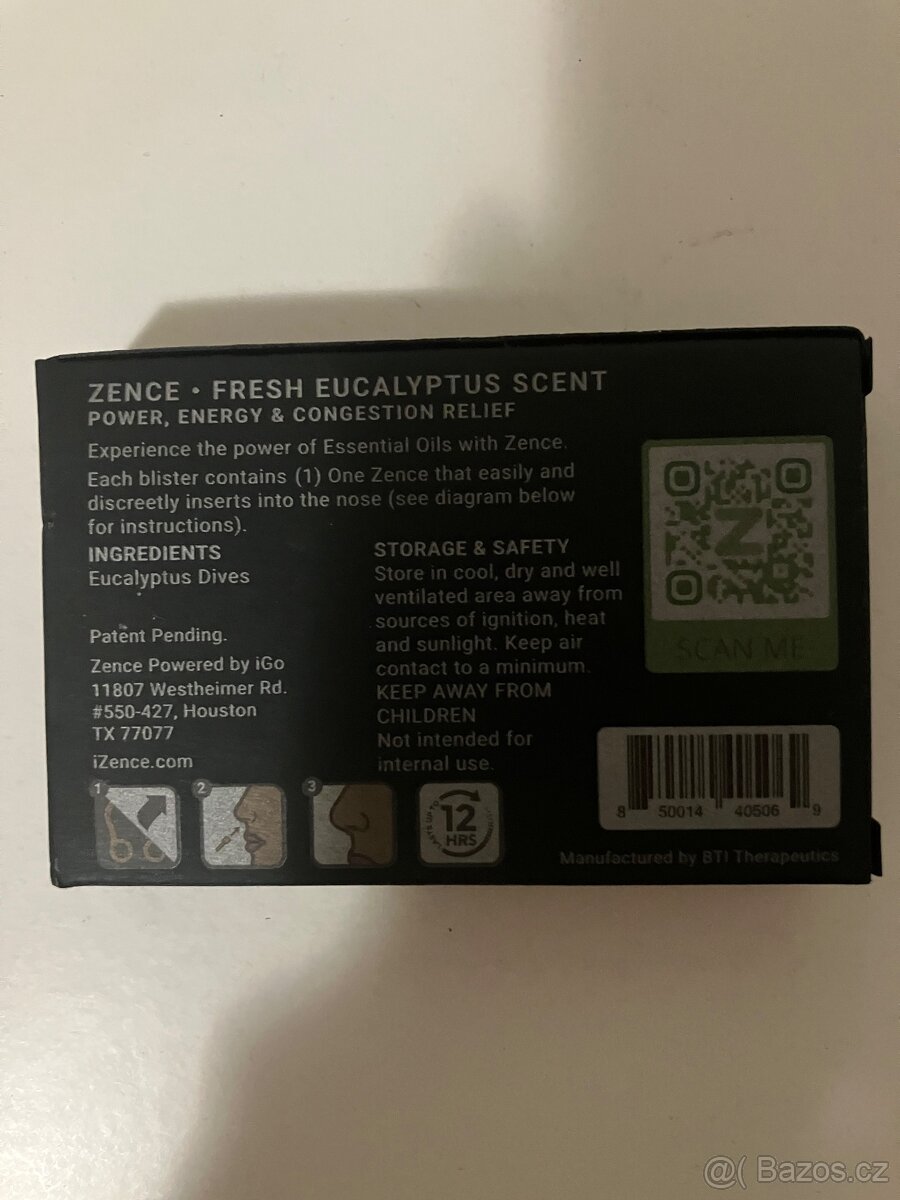 ZENCE • FRESH EUCALYPTUS SCENT
POWER, ENERGY & CONGESTION RELIEF
Experience the power of Essential Oils with Zence.
Each blister contains (1) One Zence that easily and
discreetly inserts into the nose (see diagram below
for instructions).
INGREDIENTS
Eucalyptus Dives
Patent Pending.
Zence Powered by iGo
11807 Westheimer Rd.
#550-427, Houston
TX 77077
iZence.com
STORAGE & SAFETY
Store in cool, dry and well
ventilated area away from
sources of ignition, heat
and sunlight. Keep air
contact to a minimum.
KEEP AWAY FROM
CHILDREN
Not intended for
internal use.
Z
SCAN ME
1
2
3
LASTS UP TO
12
HRS
8 50014 40506 9
Manufactured by BTI Therapeutics
@( Bazos.cz